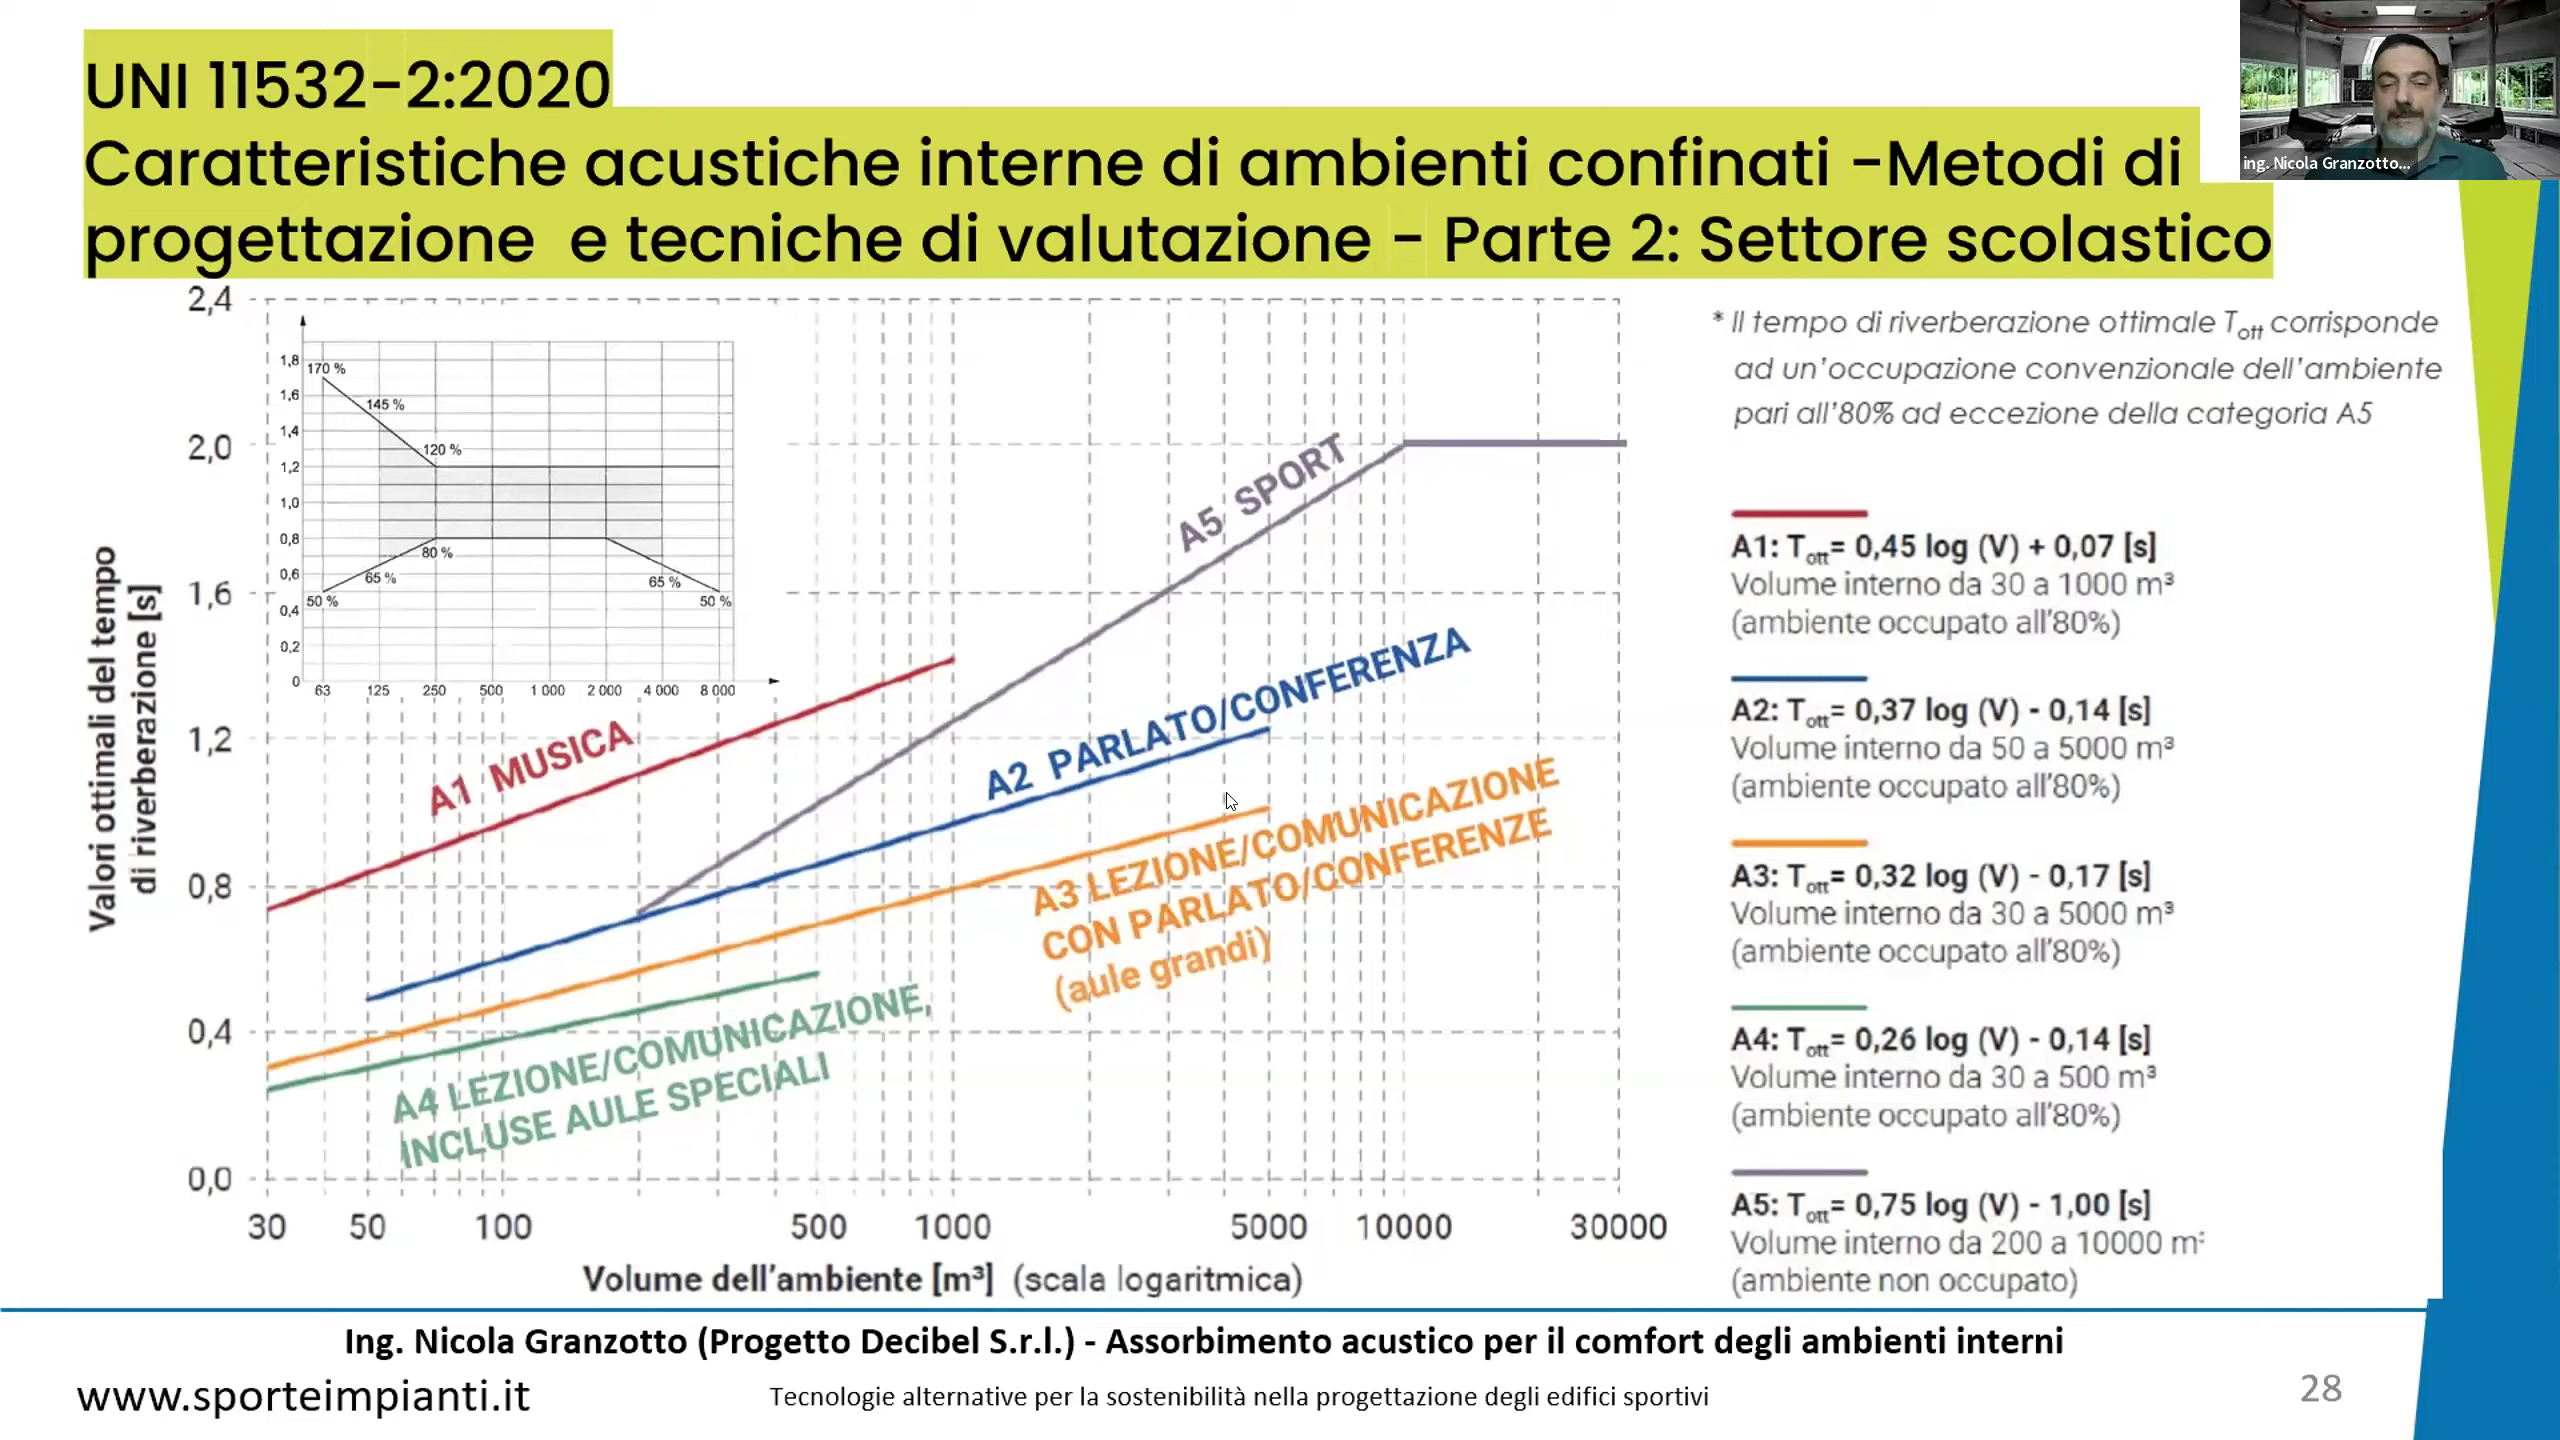 UNI 11532-2:2020
Caratteristiche acustiche interne di ambienti confinati -Metodi di
progettazione e tecniche di valutazione - Parte 2: Settore scolastico
ing. Nicola Granzotto...
* Il tempo di riverberazione ottimale Tott corrisponde
ad un'occupazione convenzionale dell'ambiente
pari all'80% ad eccezione della categoria A5
Valori ottimali del tempo
di riverberazione [s]
2,4
2,0
1,6
1,2
0,8
0,4
0,0
1,8
1,6
1,4
1,2
1,0
0,8
0,6
0,4
0,2
0
170 %
145 %
120 %
80 %
65 %
65 %
50 %
50 %
63 125 250 500 1 000 2 000 4 000 8 000
A5 SPORT
A1 MUSICA
A2 PARLATO/CONFERENZA
A3 LEZIONE/COMUNICAZIONE
CON PARLATO/CONFERENZE
(aule grandi)
A4 LEZIONE/COMUNICAZIONE,
INCLUSE AULE SPECIALI
30 50 100 500 1000 5000 10000 30000
Volume dell'ambiente [m³] (scala logaritmica)
A1: Tott= 0,45 log (V) + 0,07 [s]
Volume interno da 30 a 1000 m³
(ambiente occupato all'80%)
A2: Tott= 0,37 log (V) - 0,14 [s]
Volume interno da 50 a 5000 m³
(ambiente occupato all'80%)
A3: Tott= 0,32 log (V) - 0,17 [s]
Volume interno da 30 a 5000 m³
(ambiente occupato all'80%)
A4: Tott= 0,26 log (V) - 0,14 [s]
Volume interno da 30 a 500 m³
(ambiente occupato all'80%)
A5: Tott= 0,75 log (V) - 1,00 [s]
Volume interno da 200 a 10000 m³
(ambiente non occupato)
Ing. Nicola Granzotto (Progetto Decibel S.r.l.) - Assorbimento acustico per il comfort degli ambienti interni
www.sporteimpianti.it
Tecnologie alternative per la sostenibilità nella progettazione degli edifici sportivi
28